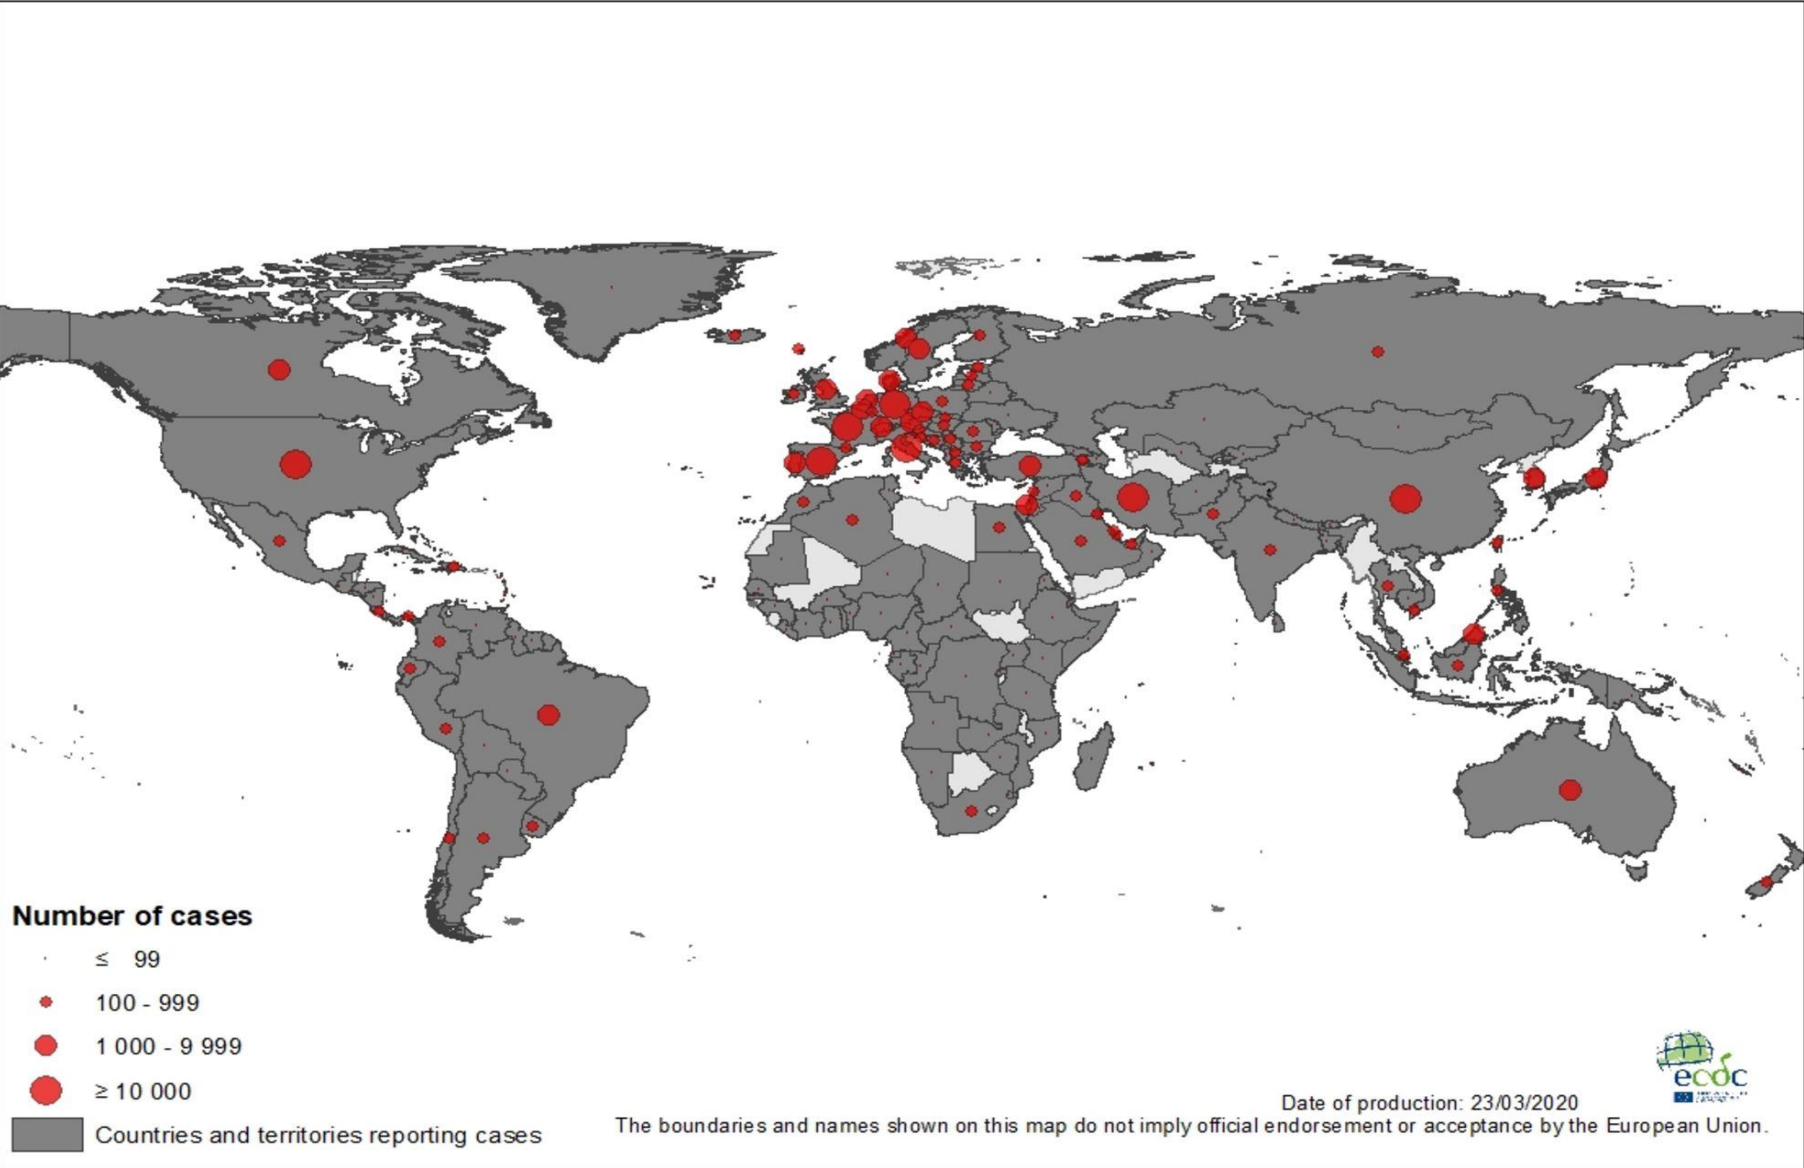 Number of cases
≤ 99
100 - 999
1 000 - 9 999
≥ 10 000
Countries and territories reporting cases
ecdc
Date of production: 23/03/2020
The boundaries and names shown on this map do not imply official endorsement or acceptance by the European Union.